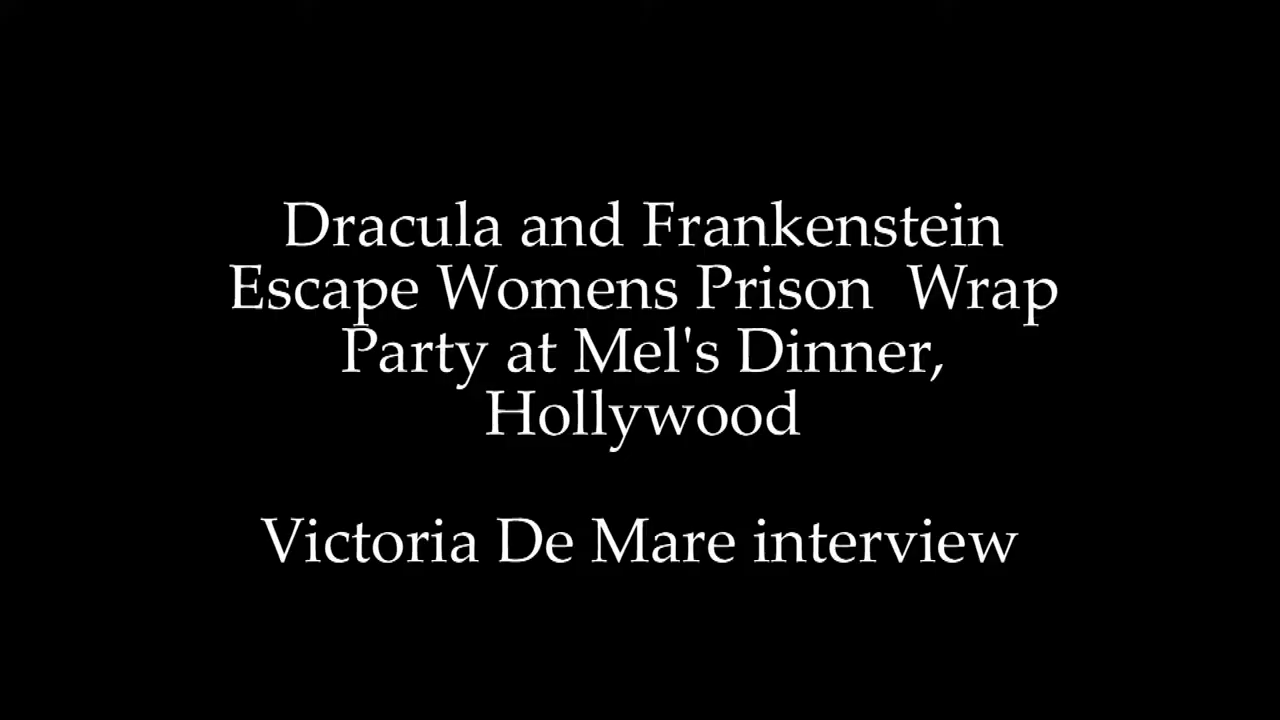 Dracula and Frankenstein
Escape Womens Prison  Wrap
Party at Mel's Dinner,
Hollywood
Victoria De Mare interview